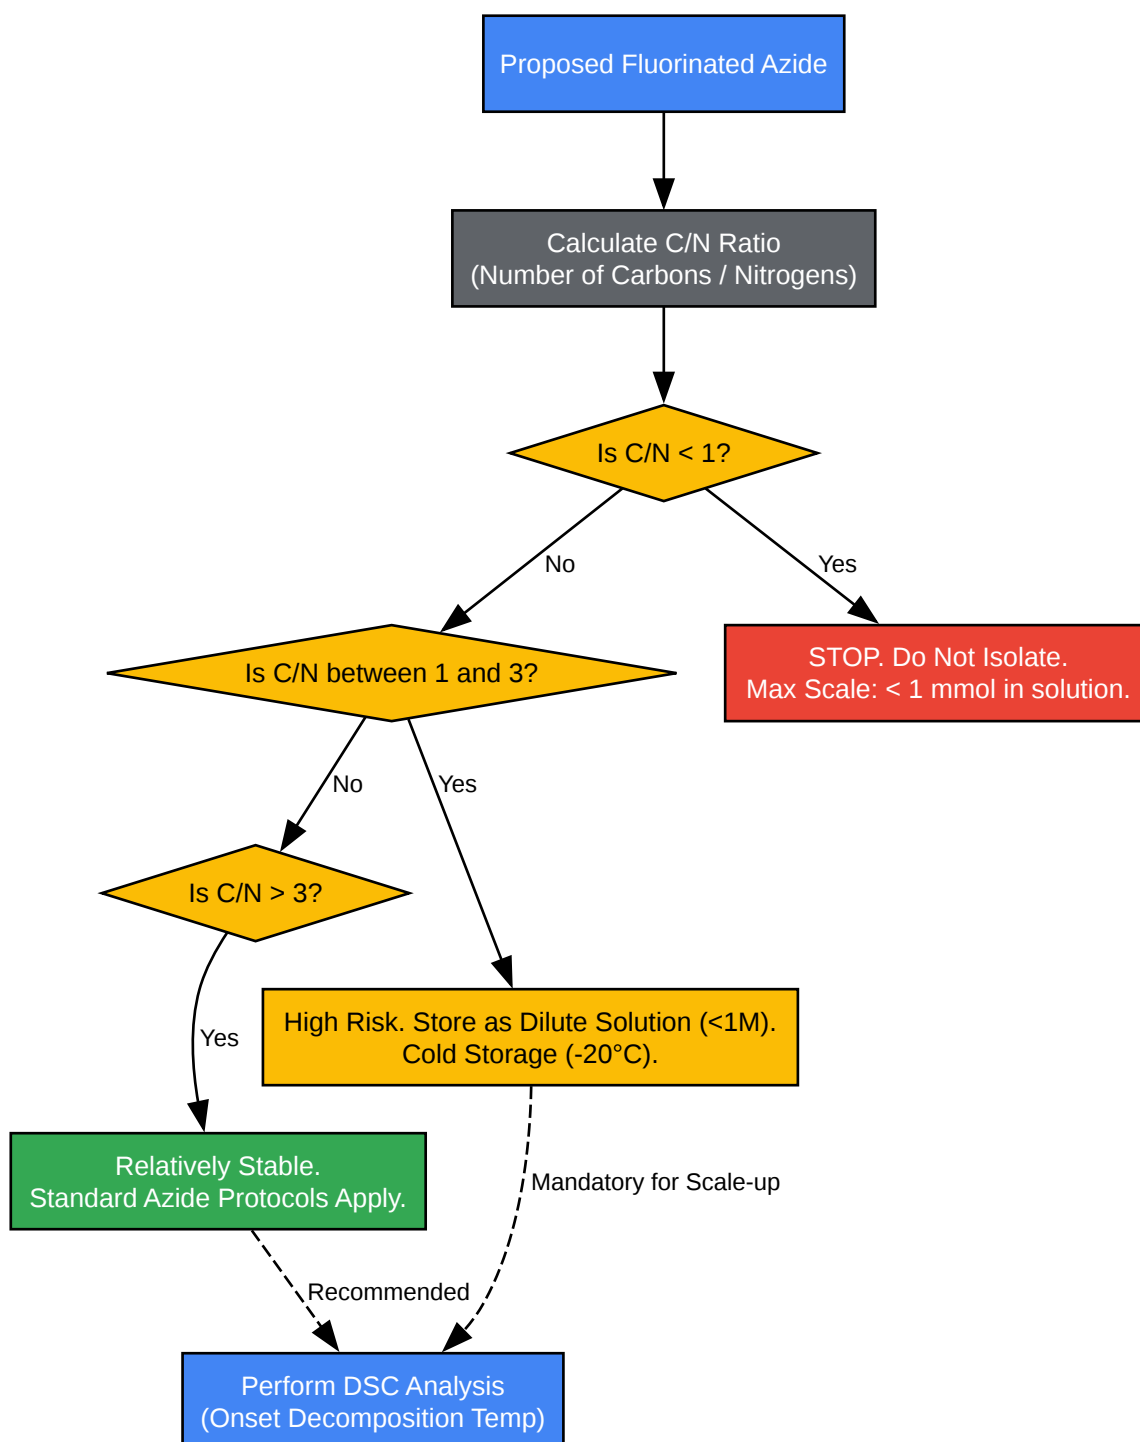 Proposed Fluorinated Azide
Calculate C/N Ratio
(Number of Carbons / Nitrogens)
Is C/N < 1?
No
Yes
Is C/N between 1 and 3?
STOP. Do Not Isolate.
Max Scale: < 1 mmol in solution.
No
Yes
Is C/N > 3?
High Risk. Store as Dilute Solution (<1M).
Cold Storage (-20°C).
Yes
Relatively Stable.
Standard Azide Protocols Apply.
Mandatory for Scale-up
Recommended
Perform DSC Analysis
(Onset Decomposition Temp)